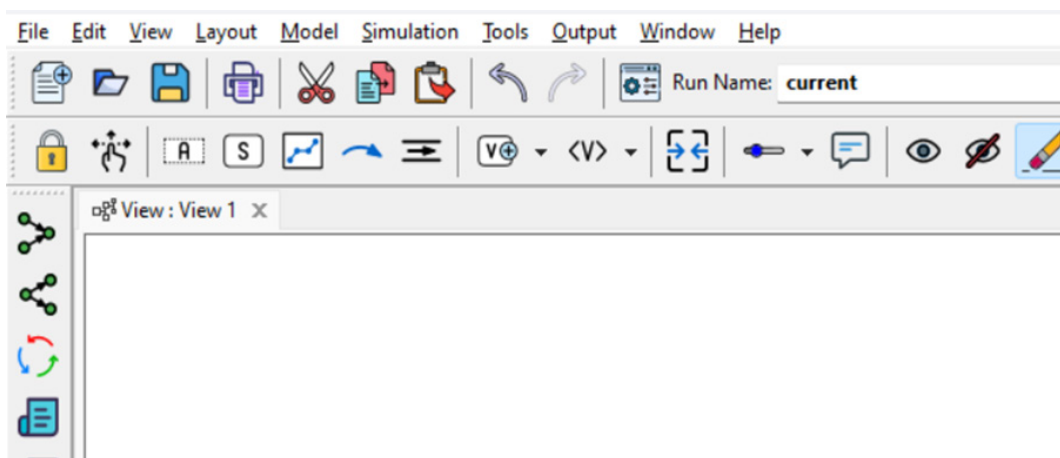 File Edit View Layout Model Simulation Tools Output Window Help
Run Name: current
A S V <V>
View : View 1 X